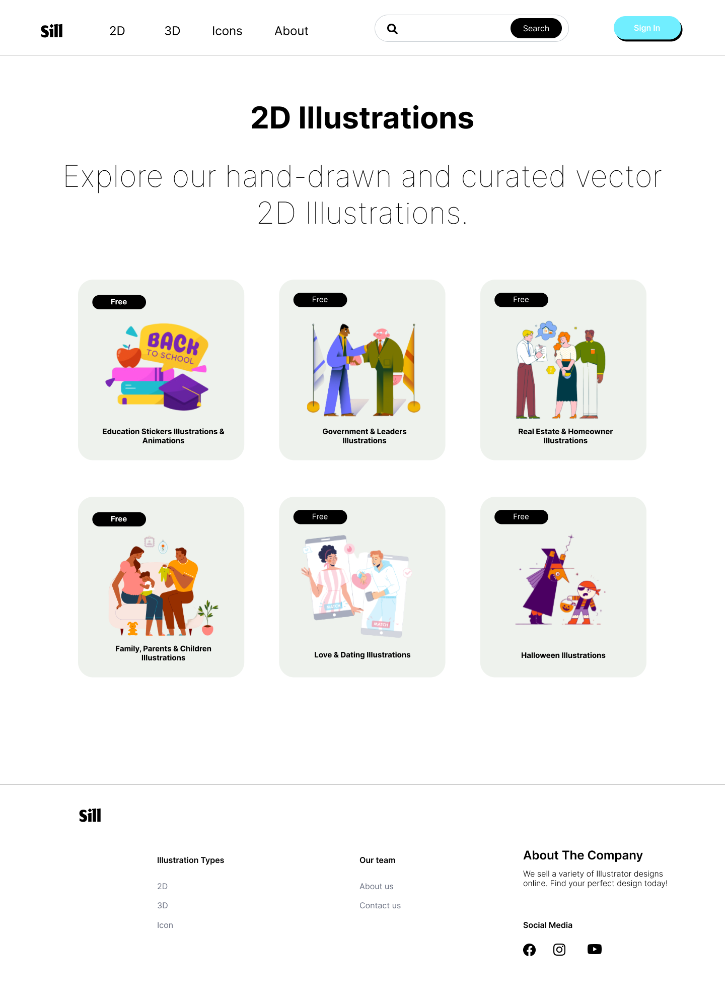 Sill
2D
3D
Icons
About
Search
Sign In
2D Illustrations
Explore our hand-drawn and curated vector
2D Illustrations.
Free
BACK
TO SCHOOL
Education Stickers Illustrations &
Animations
Free
Government & Leaders
Illustrations
Free
Real Estate & Homeowner
Illustrations
Free
Family, Parents & Children
Illustrations
Free
MATCH
MATCH
Love & Dating Illustrations
Free
Halloween Illustrations
Sill
Illustration Types
2D
3D
Icon
Our team
About us
Contact us
About The Company
We sell a variety of Illustrator designs
online. Find your perfect design today!
Social Media